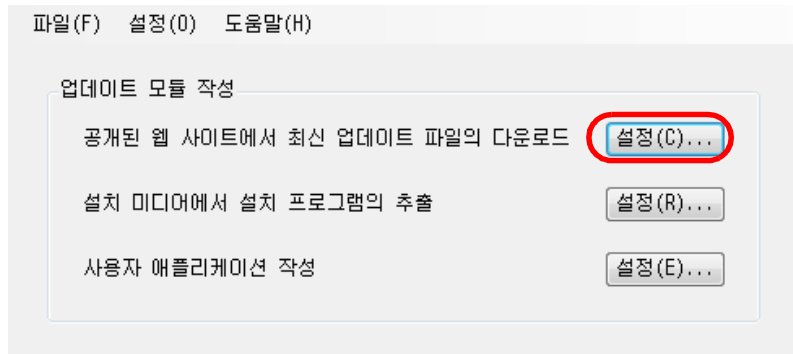 파일(F) 설정(O) 도움말(H)
업데이트 모듈 작성
공개된 웹 사이트에서 최신 업데이트 파일의 다운로드 설정(C)...
설치 미디어에서 설치 프로그램의 추출 설정(R)...
사용자 애플리케이션 작성 설정(E)...